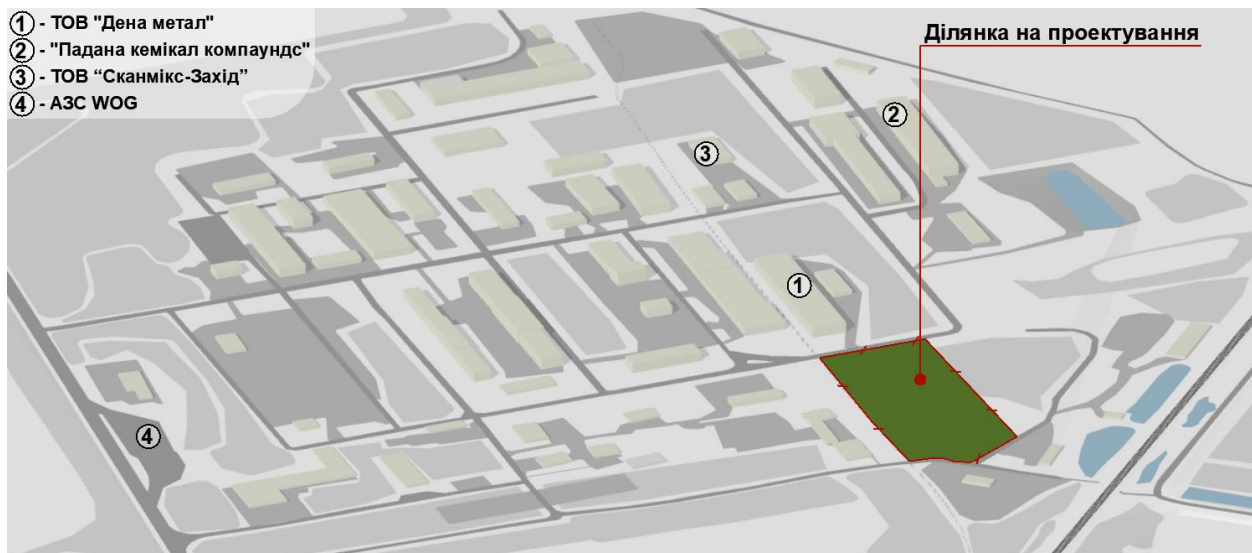 1 - ТОВ "Дена метал"
2 - "Падана кемікал компаундс"
3 - ТОВ “Сканмікс-Захід”
4 - АЗС WOG
Ділянка на проектування
2
3
1
4